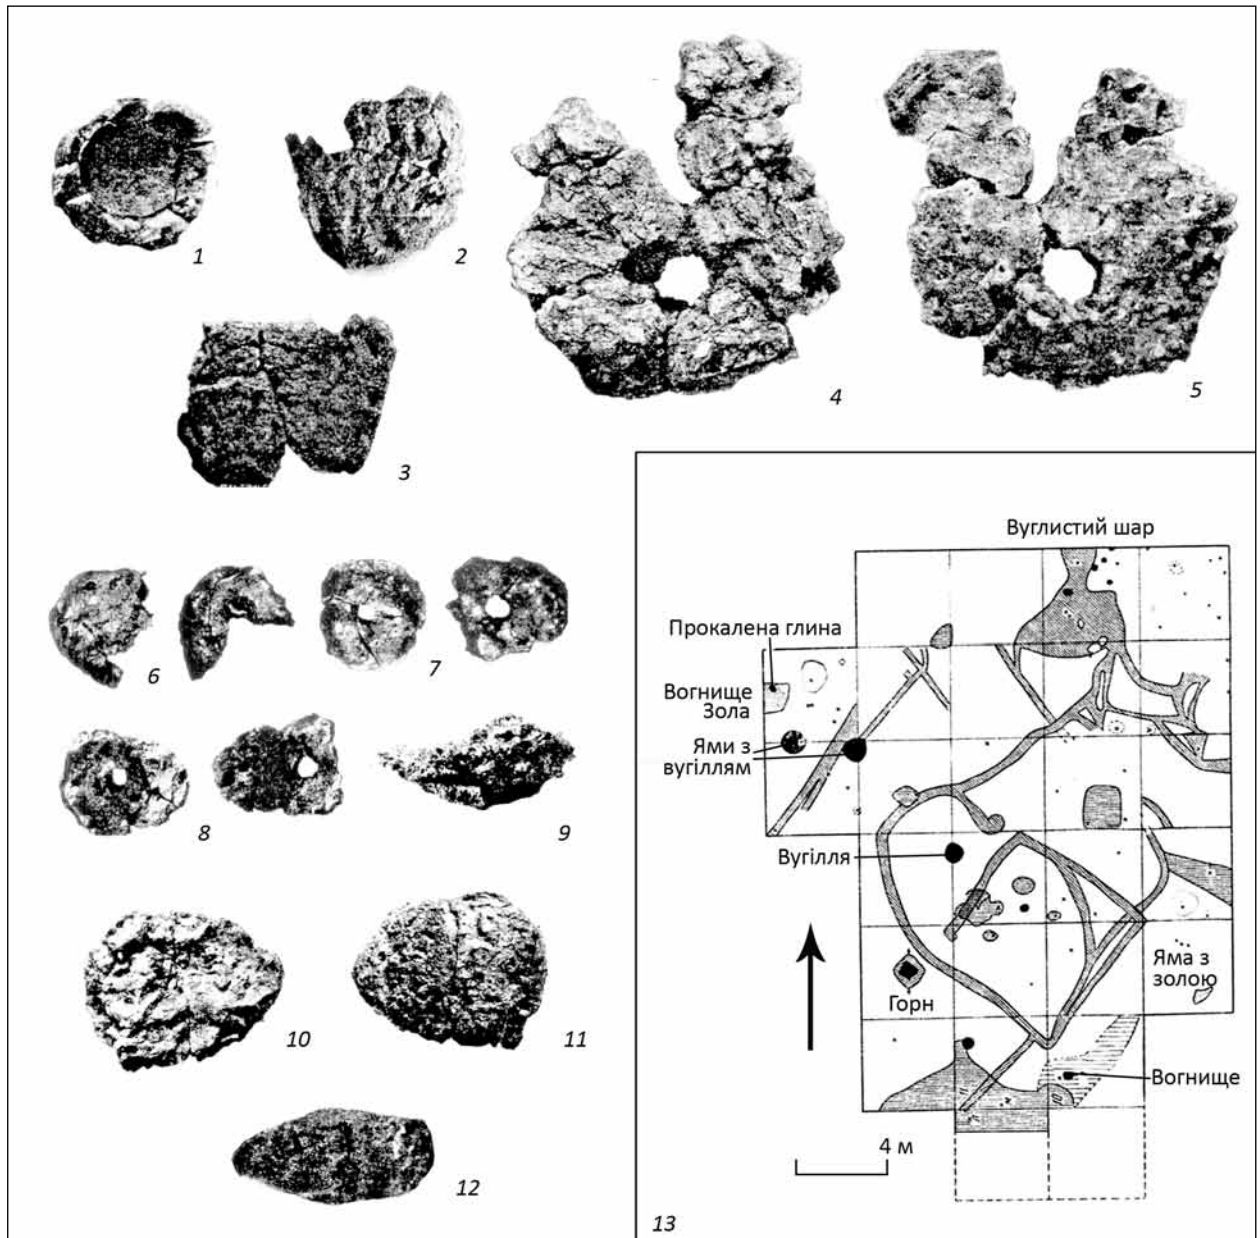 1
2
3
4
5
6
7
8
9
10
11
12
Вуглистий шар
Прокалена глина
Вогнище
Зола
Ями з
вугіллям
Вугілля
Горн
Яма з
золою
Вогнище
4 м
13